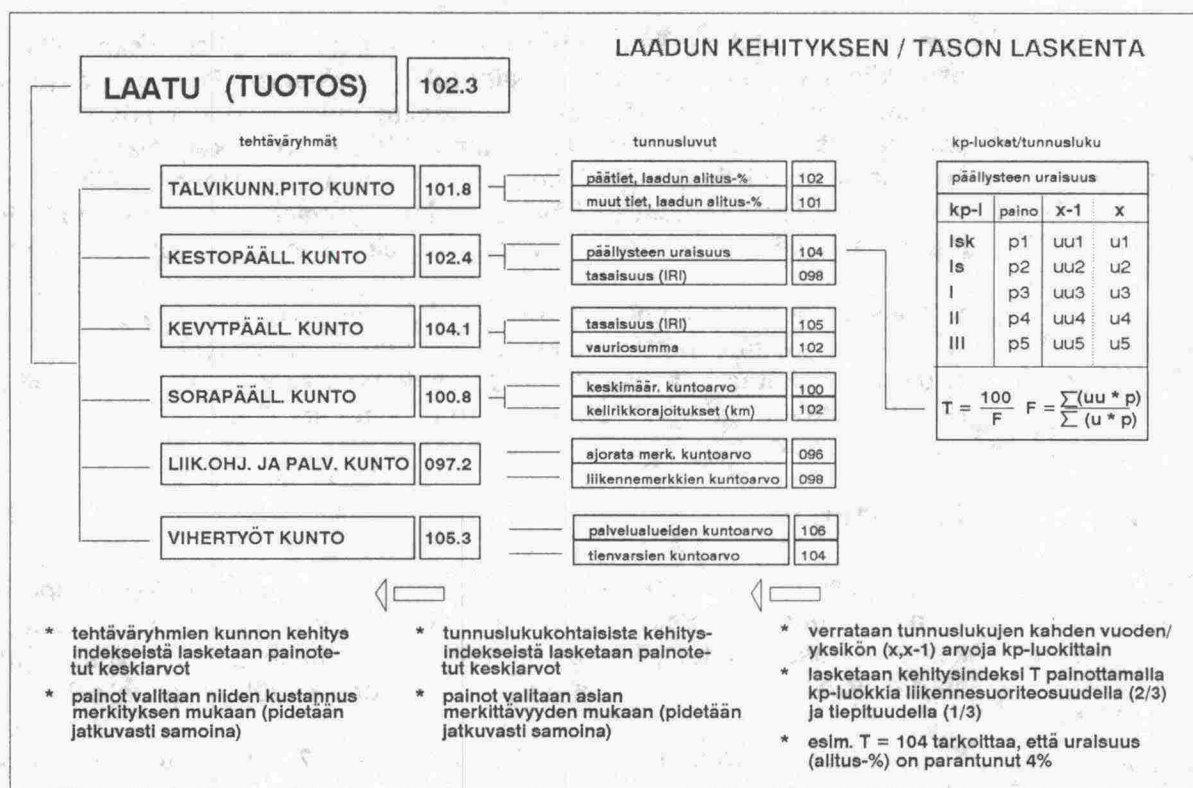 LAADUN KEHITYKSEN / TASON LASKENTA
LAATU (TUOTOS) 102.3
tehtäväryhmät
TALVIKUNN.PITO KUNTO 101.8
KESTOPÄÄLL. KUNTO 102.4
KEVYTPÄÄLL. KUNTO 104.1
SORAPÄÄLL. KUNTO 100.8
LIIK.OHJ. JA PALV. KUNTO 097.2
VIHERTYÖT KUNTO 105.3
tunnusluvut
päätiet, laadun alitus-% 102
muut tiet, laadun alitus-% 101
päällysteen uraisuus 104
tasaisuus (IRI) 098
tasaisuus (IRI) 105
vauriosumma 102
keskimäär. kuntoarvo 100
kelirikkorajoitukset (km) 102
ajorata merk. kuntoarvo 096
liikennemerkkien kuntoarvo 098
palvelualueiden kuntoarvo 106
tienvarsien kuntoarvo 104
kp-luokat/tunnusluku
päällysteen uraisuus
kp-l paino x-1 x
Isk p1 uu1 u1
Is p2 uu2 u2
I p3 uu3 u3
II p4 uu4 u4
III p5 uu5 u5
T = 100/F F = ∑(uu * p)/∑ (u * p)
* tehtäväryhmien kunnon kehitys
indekseistä lasketaan painote-
tut keskiarvot
* painot valitaan niiden kustannus
merkityksen mukaan (pidetään
jatkuvasti samoina)
* tunnuslukukohtaisista kehitys-
indekseistä lasketaan painote-
tut keskiarvot
* painot valitaan asian
merkittävyyden mukaan (pidetään
jatkuvasti samoina)
* verrataan tunnuslukujen kahden vuoden/
yksikön (x,x-1) arvoja kp-luokittain
* lasketaan kehitysindeksi T painottamalla
kp-luokkia liikennesuoriteosuudella (2/3)
ja tiepituudella (1/3)
* esim. T = 104 tarkoittaa, että uraisuus
(alitus-%) on parantunut 4%